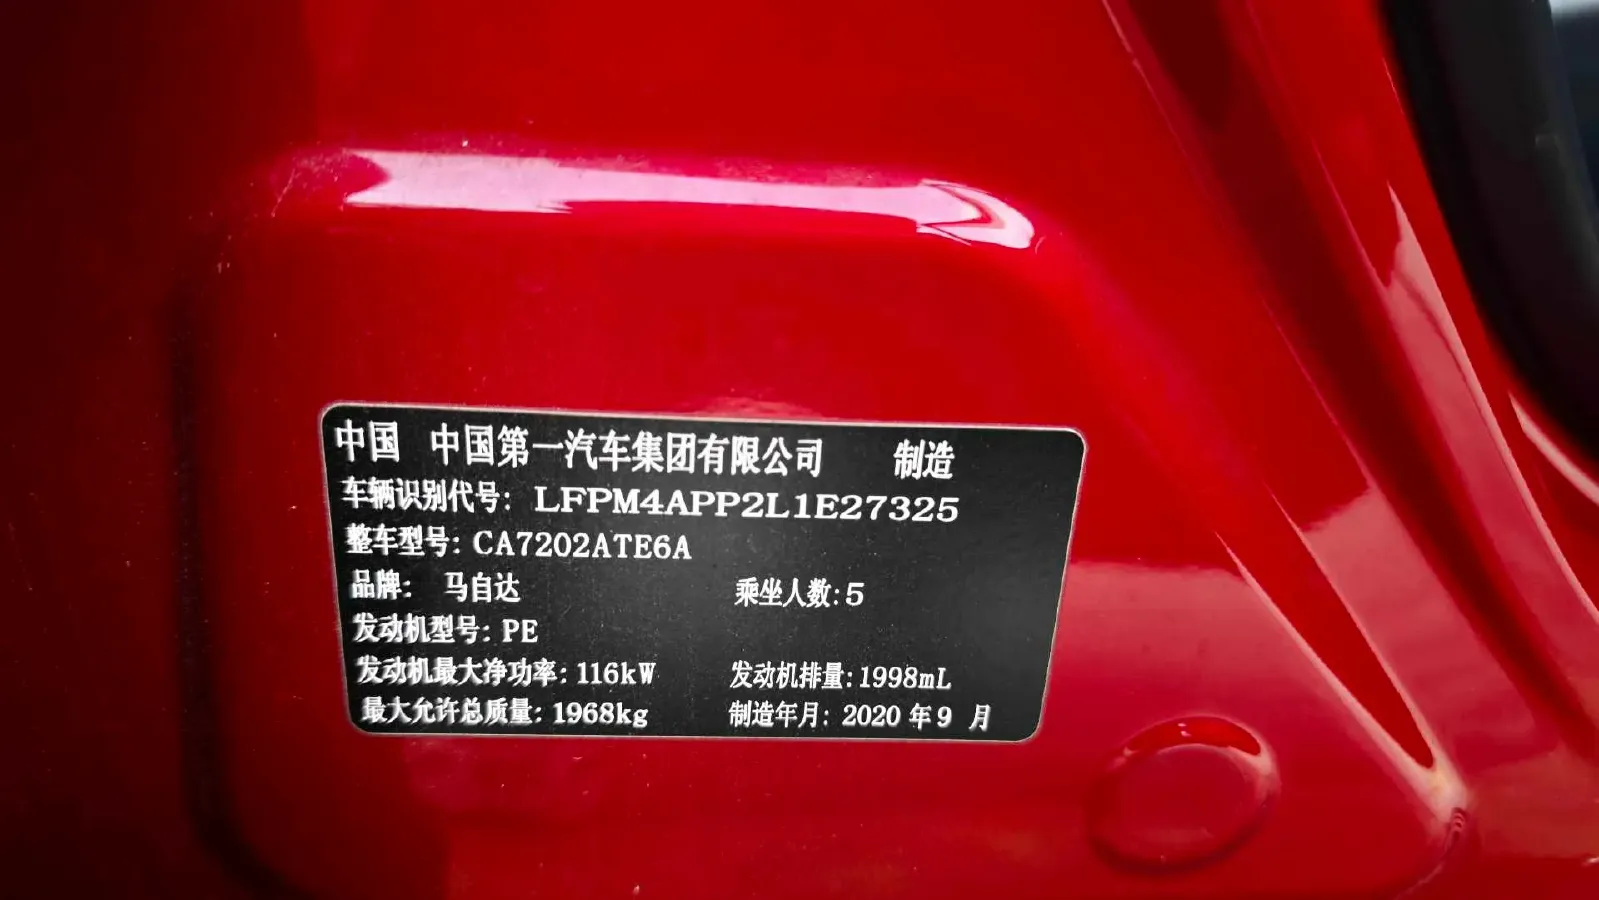 中国 中国第一汽车集团有限公司 制造
车辆识别代号: LFPM4APP2L1E27325
整车型号: CA7202ATE6A
品牌: 马自达 乘坐人数:5
发动机型号: PE
发动机最大净功率: 116kW 发动机排量:1998mL
最大允许总质量: 1968kg 制造年月: 2020 年 9 月